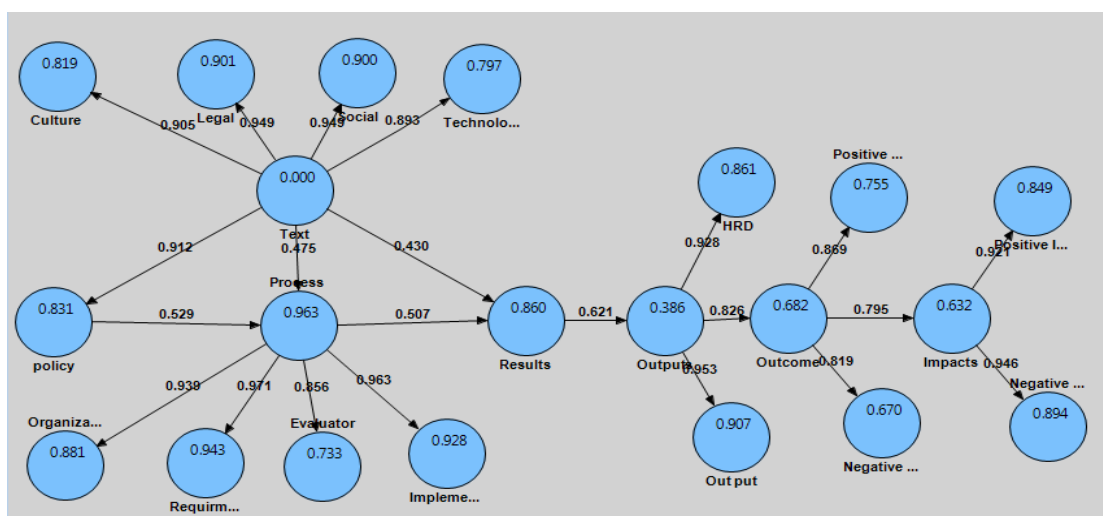 0.819
0.901
0.900
0.797
Culture
Legal
Social
Technolo...
0.905
0.949
0.949
0.893
0.000
Text
0.912
0.475
0.430
Process
0.831
policy
0.529
0.963
0.507
0.860
Results
0.621
0.386
Outputs
0.928
0.861
HRD
0.826
0.953
0.907
Out put
0.682
Outcome
0.869
Positive ...
0.755
0.819
0.670
Negative ...
0.795
0.632
Impacts
0.921
0.849
Positive I...
0.946
Negative ...
0.894
0.939
0.971
0.856
0.963
Organiza...
0.881
0.943
Requirm...
Evaluator
0.733
0.928
Impleme...